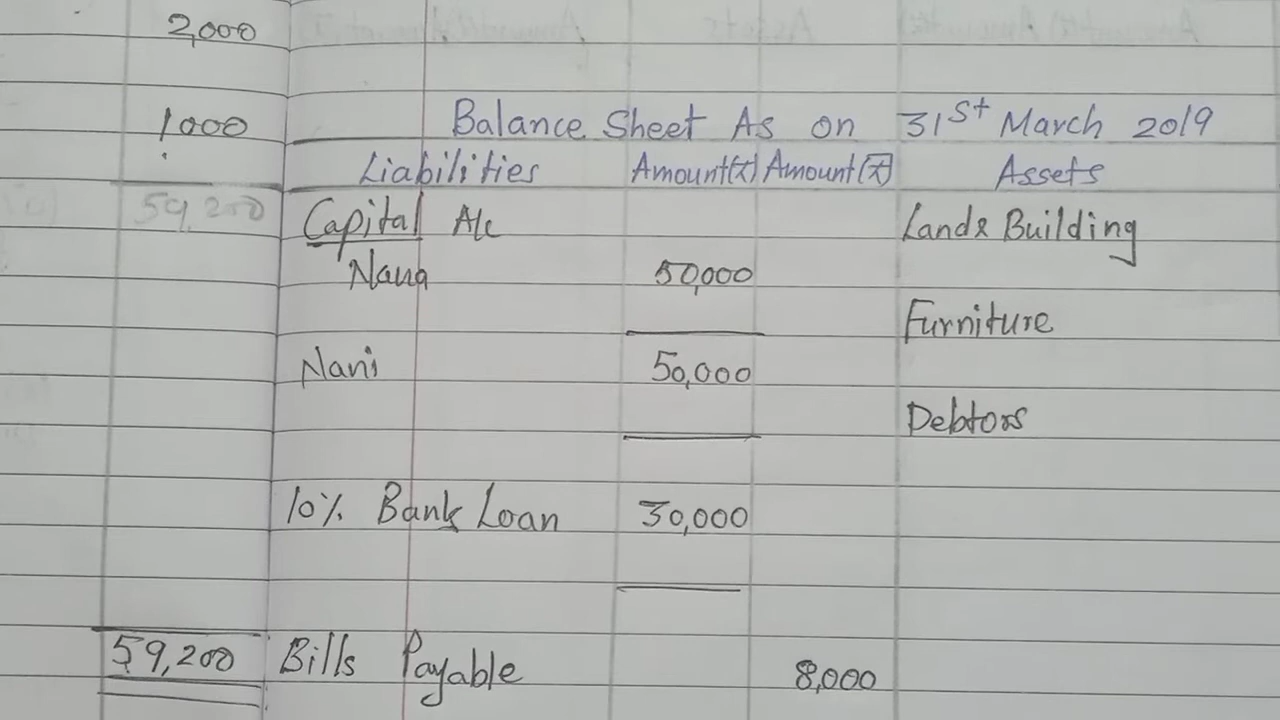 2,000
1000
59,200
Balance Sheet As on 31st March 2019
Liabilities Amount(₹) Amount(₹) Assets
Capital A/c Land & Building
Nana 50,000
Furniture
Nani 50,000
Debtors
10% Bank Loan 30,000
59,200 Bills Payable 8,000